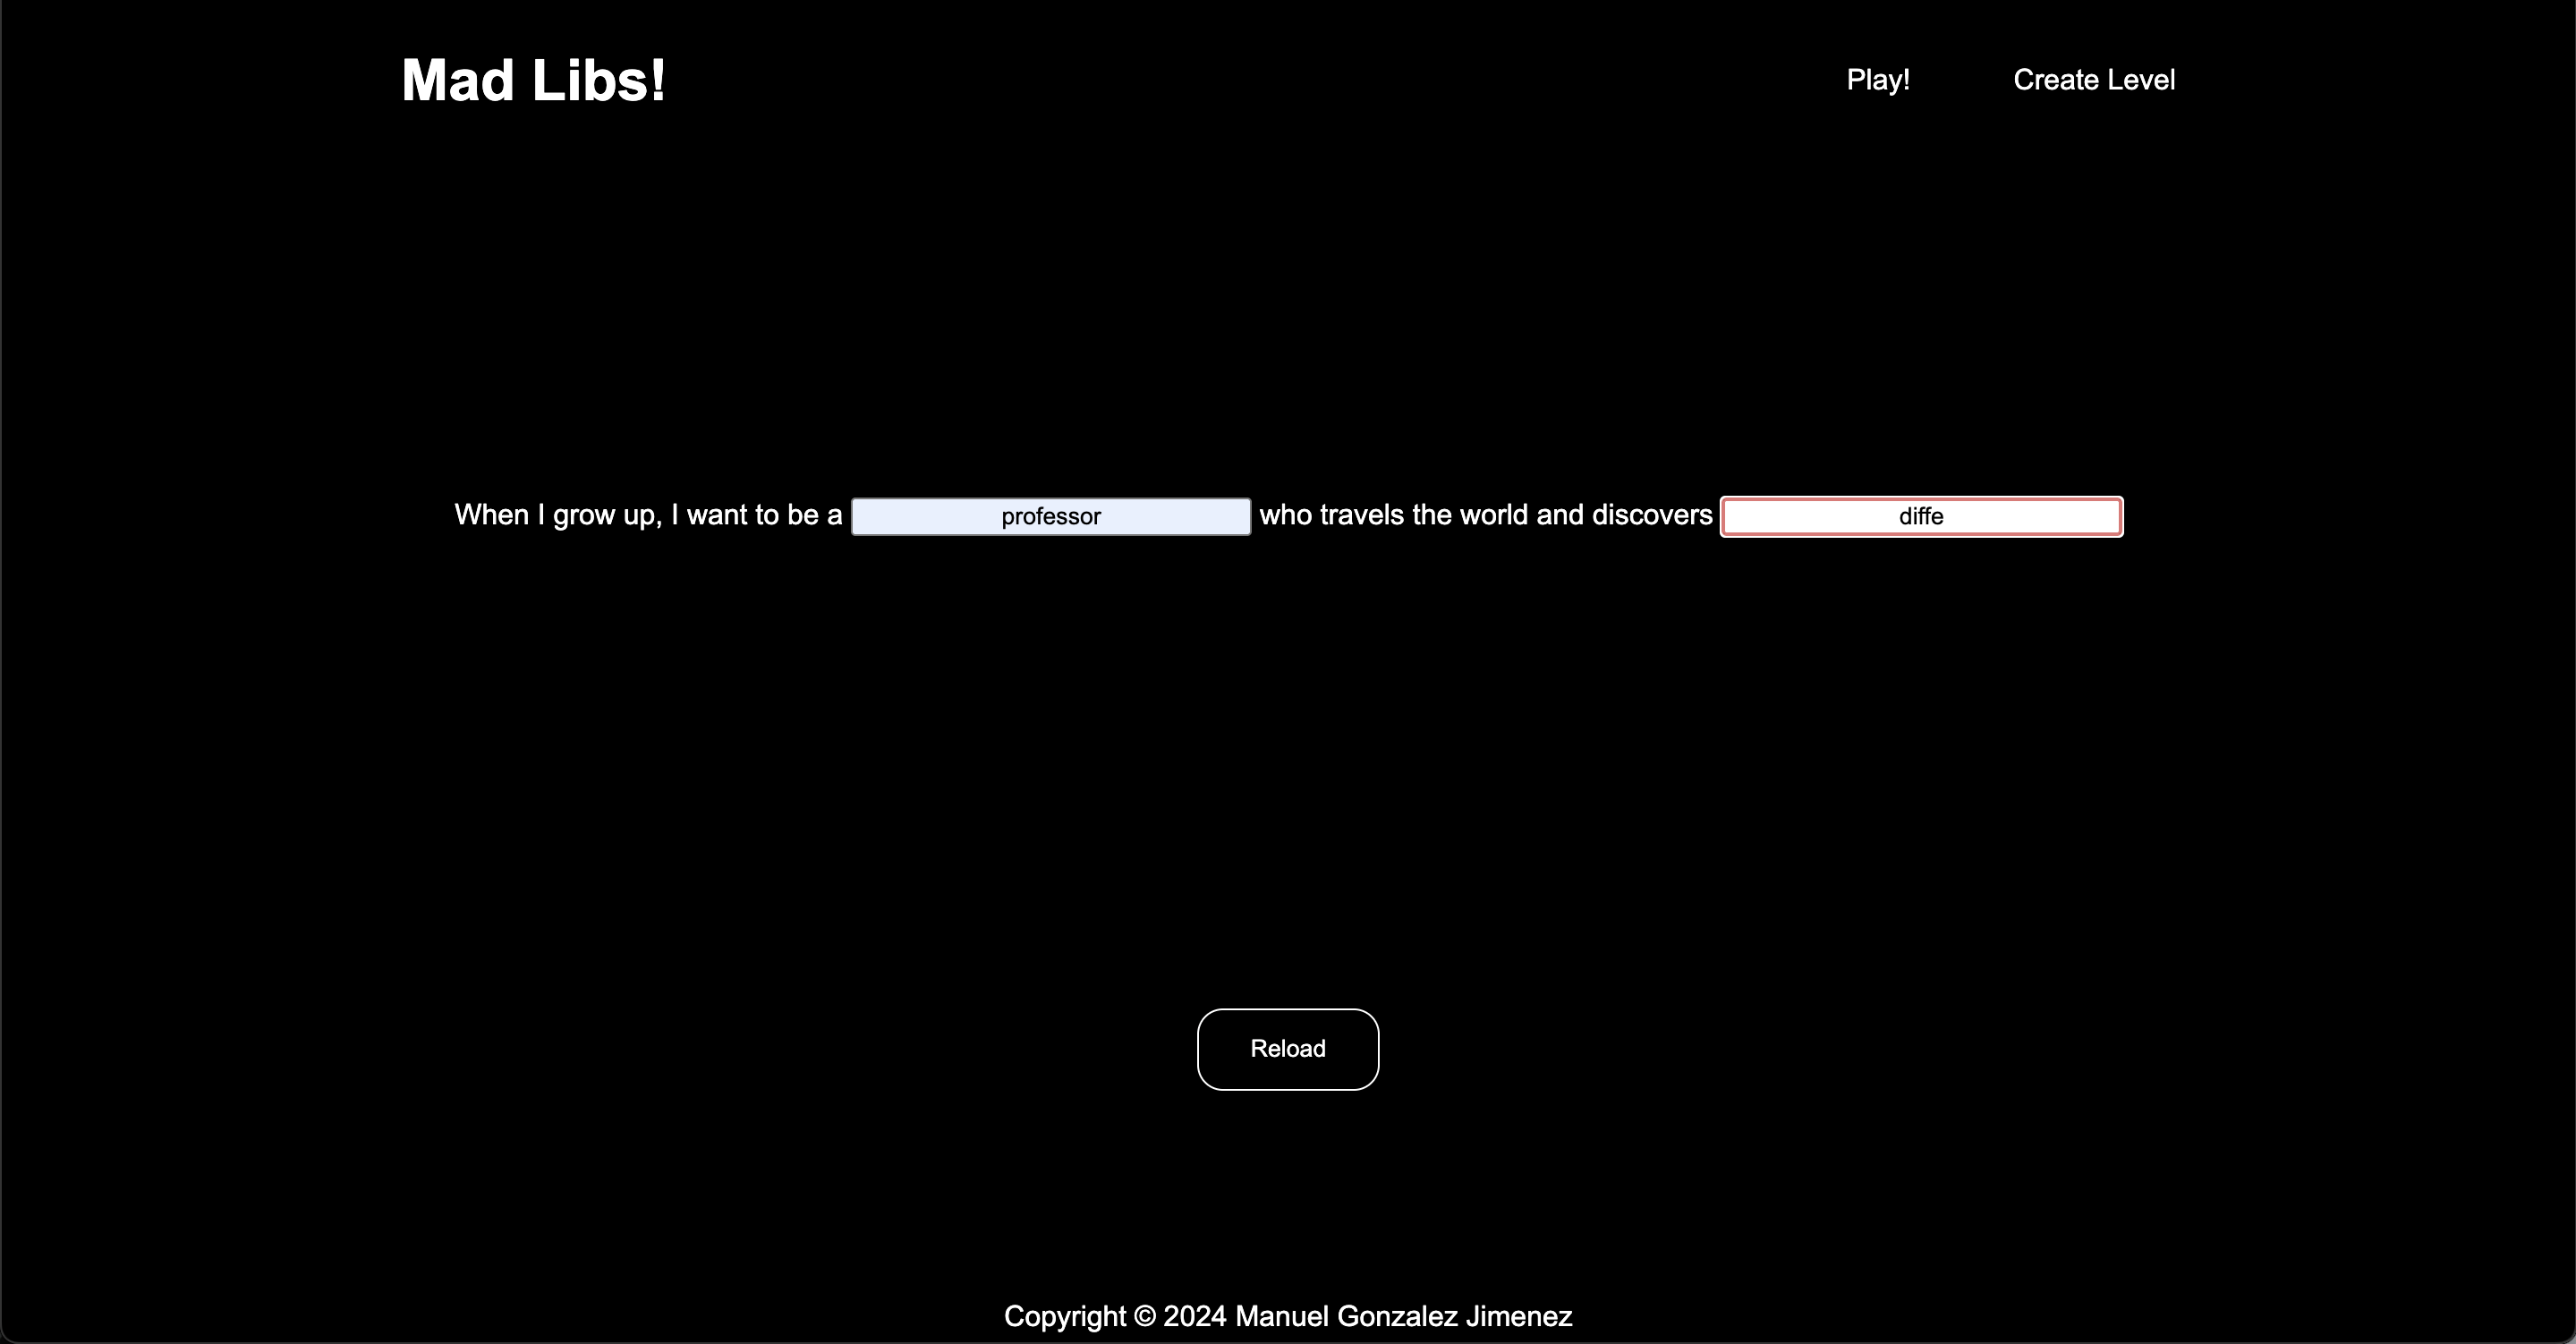 Mad Libs!
Play!
Create Level
When I grow up, I want to be a professor who travels the world and discovers diffe
Reload
Copyright © 2024 Manuel Gonzalez Jimenez